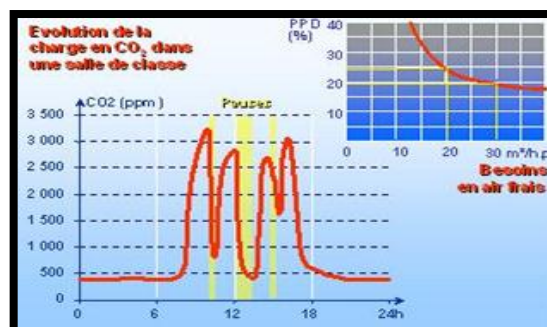 Evolution de la
charge en CO₂ dans
une salle de classe
PPD
(%)
40
30
20
10
0 10 20 30 m³/h.p
Besoins
en air frais
CO2 (ppm)
Pauses
3 500
3 000
2 500
2 000
1 500
1 000
500
0
0 6 12 18 24h